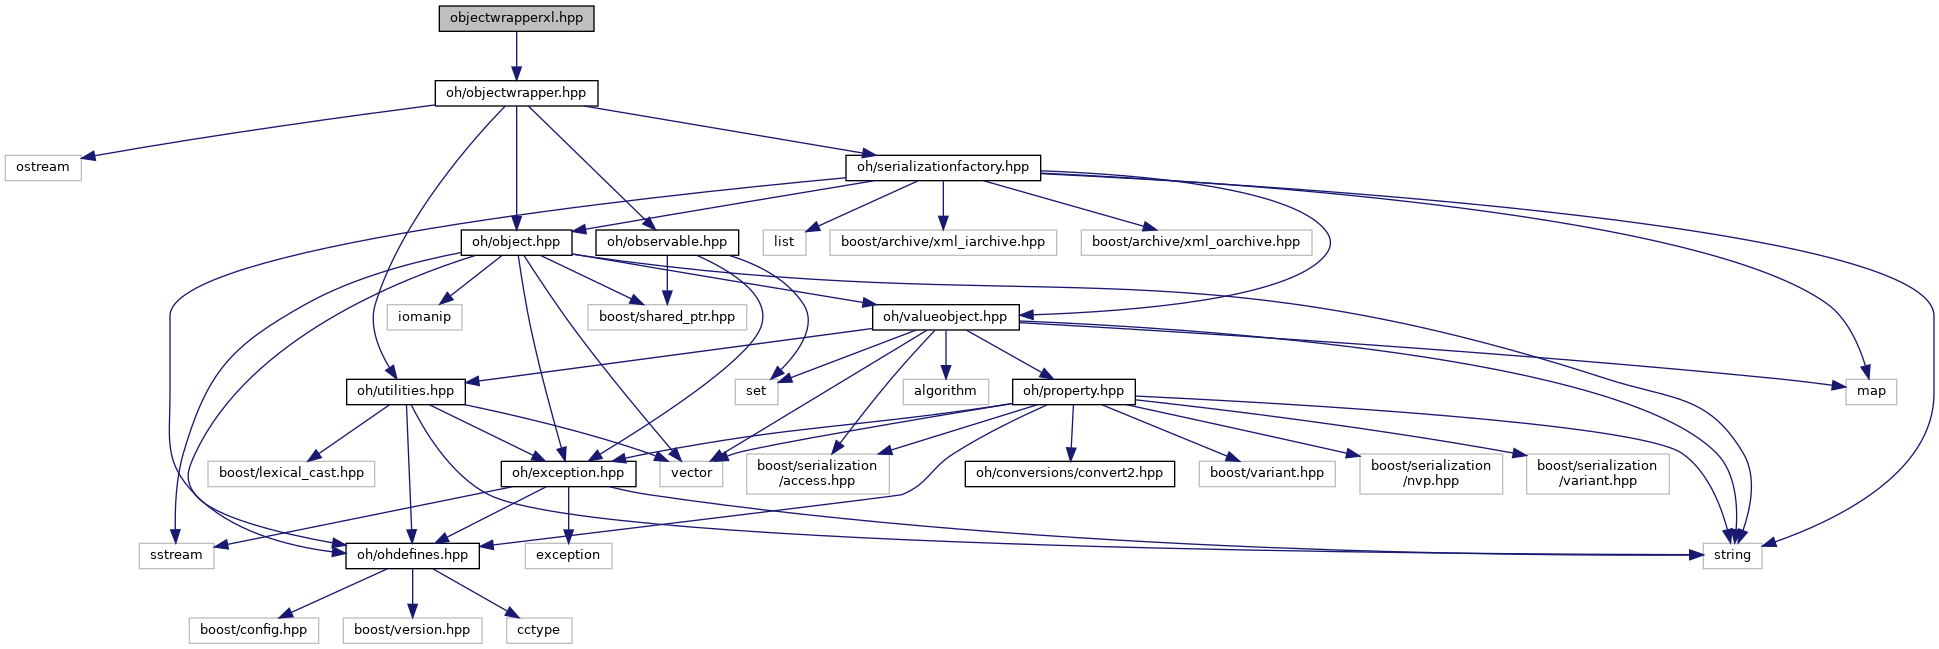 objectwrapperxl.hpp
oh/objectwrapper.hpp
ostream
oh/serializationfactory.hpp
oh/object.hpp
oh/observable.hpp
list
boost/archive/xml_iarchive.hpp
boost/archive/xml_oarchive.hpp
iomanip
boost/shared_ptr.hpp
oh/valueobject.hpp
oh/utilities.hpp
set
algorithm
oh/property.hpp
map
boost/lexical_cast.hpp
oh/exception.hpp
vector
boost/serialization
/access.hpp
oh/conversions/convert2.hpp
boost/variant.hpp
boost/serialization
/nvp.hpp
boost/serialization
/variant.hpp
sstream
oh/ohdefines.hpp
exception
string
boost/config.hpp
boost/version.hpp
cctype